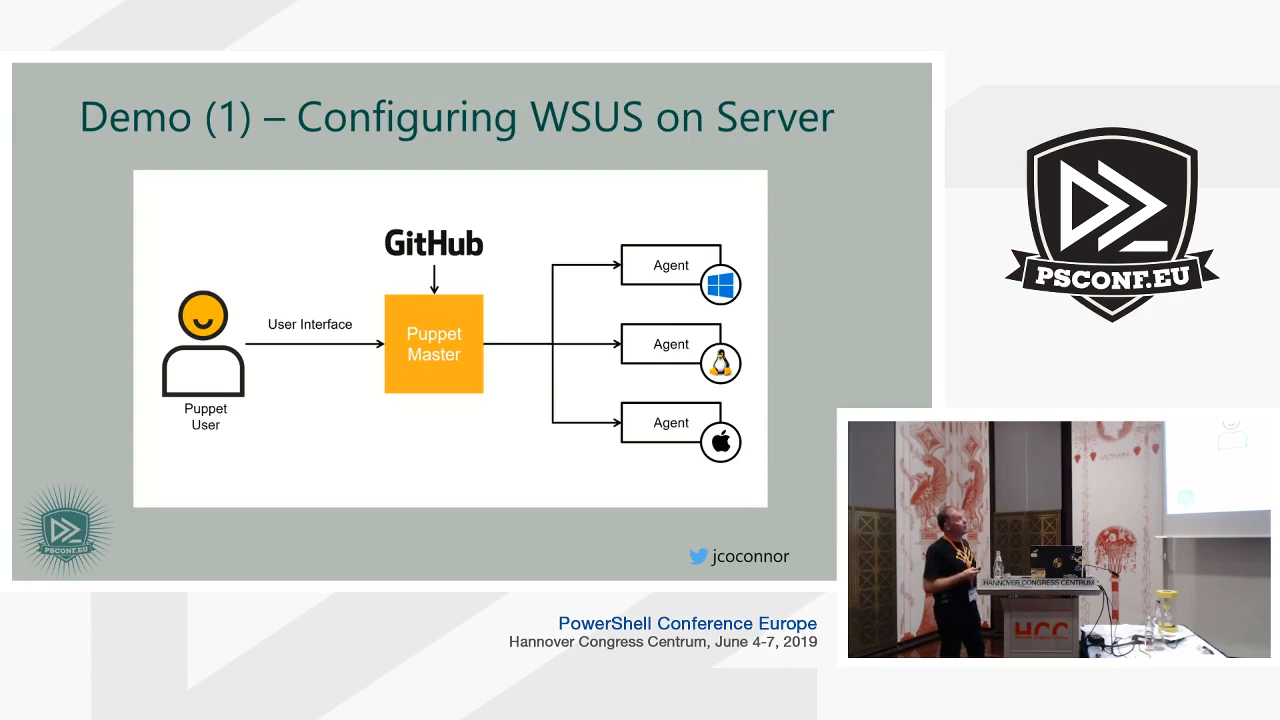 Demo (1) – Configuring WSUS on Server
GitHub
User Interface
Puppet
Master
Puppet
User
Agent
Agent
Agent
PSCONF.EU
jcoconnor
PSCONF.EU
PowerShell Conference Europe
Hannover Congress Centrum, June 4-7, 2019
HANNOVER CONGRESS CENTRUM
HCC